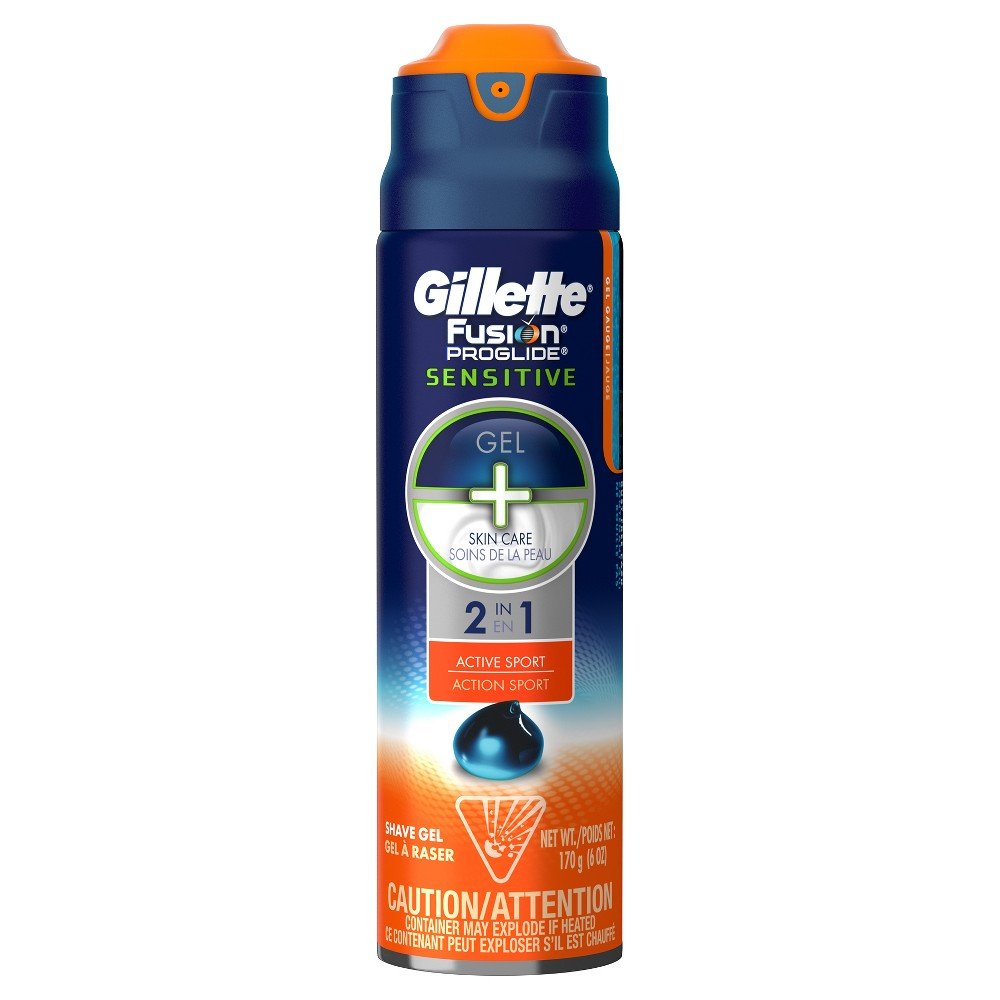 Gillette®
Fusion®
PROGLIDE®
SENSITIVE
GEL
SKIN CARE
SOINS DE LA PEAU
2 IN 1
EN
ACTIVE SPORT
ACTION SPORT
SHAVE GEL
GEL À RASER
NET WT./POIDS NET:
170 g (6 OZ)
CAUTION/ATTENTION
CONTAINER MAY EXPLODE IF HEATED
CE CONTENANT PEUT EXPLOSER S'IL EST CHAUFFÉ